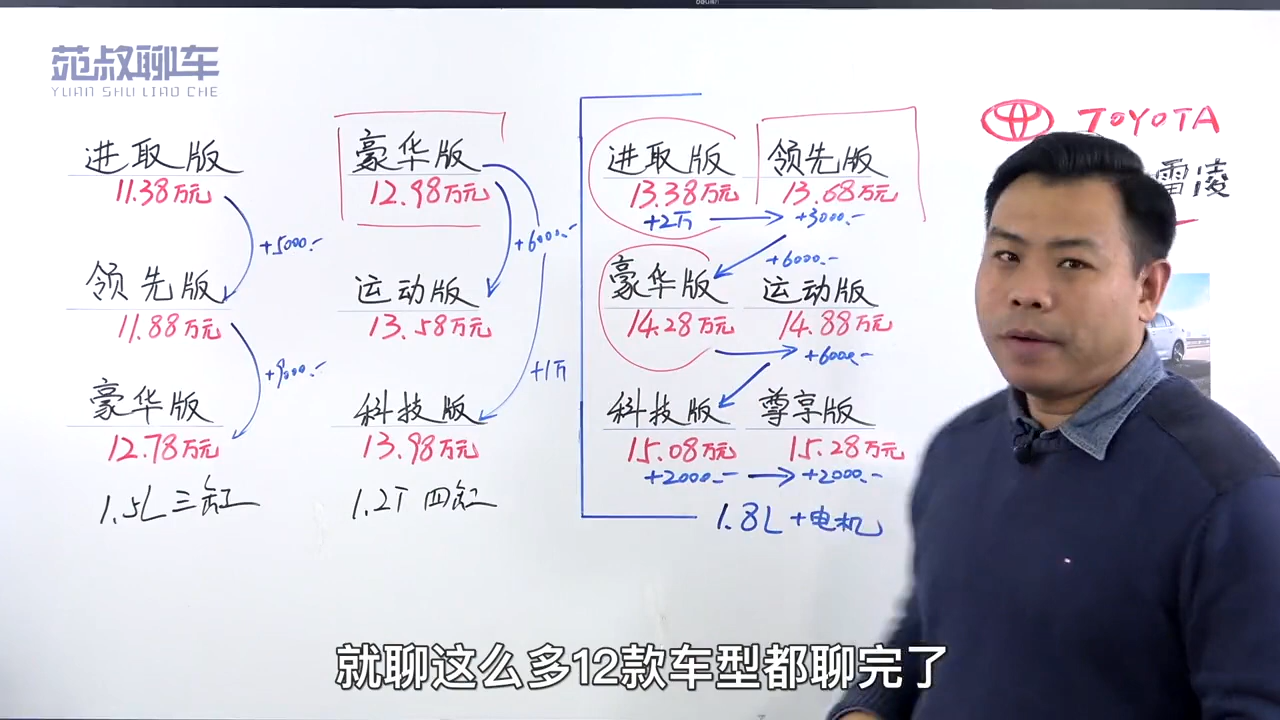 苑叔聊车
YUAN SHU LIAO CHE
进取版
11.38万元
+5000.-
领先版
11.88万元
+9000.-
豪华版
12.78万元
1.5L 三缸
豪华版
12.98万元
+6000.-
运动版
13.58万元
+1万
科技版
13.98万元
1.2T 四缸
进取版
13.38万元
+2万
领先版
13.68万元
+3000.-
+6000.-
豪华版
14.28万元
运动版
14.88万元
+6000.-
科技版
15.08万元
+2000.-
尊享版
15.28万元
+2000.-
1.8L+电机
TOYOTA
雷凌
就聊这么多12款车型都聊完了